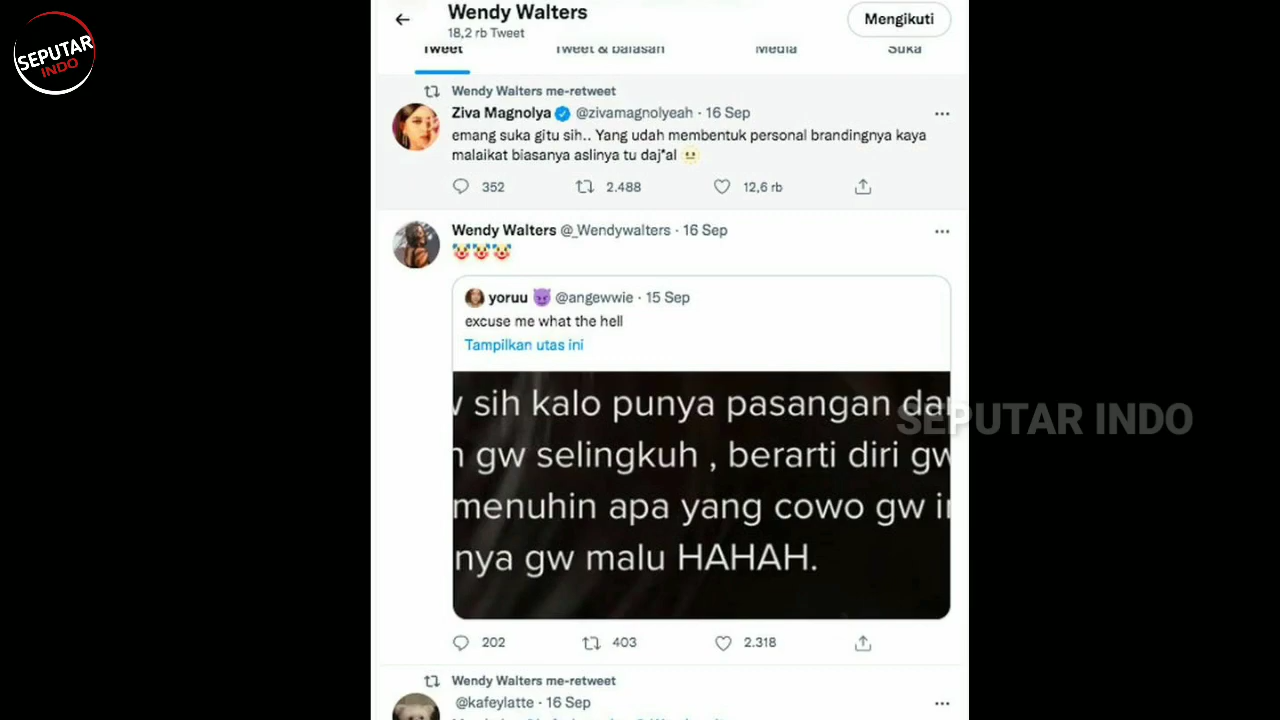 SEPUTAR
INDO
Wendy Walters
18,2 rb Tweet
Mengikuti
Tweet
Tweet & balasan
Media
Suka
Wendy Walters me-retweet
Ziva Magnolya @zivamagnolyeah · 16 Sep
emang suka gitu sih.. Yang udah membentuk personal brandingnya kaya
malaikat biasanya aslinya tu daj*al 😐
352
2.488
12,6 rb
Wendy Walters @_Wendywalters · 16 Sep
🤡🤡🤡
yoruu 😈 @angewwie · 15 Sep
excuse me what the hell
Tampilkan utas ini
sih kalo punya pasangan dan
gw selingkuh , berarti diri gw
menuhin apa yang cowo gw
nya gw malu HAHAH.
SEPUTAR INDO
202
403
2.318
Wendy Walters me-retweet
@kafeylatte · 16 Sep